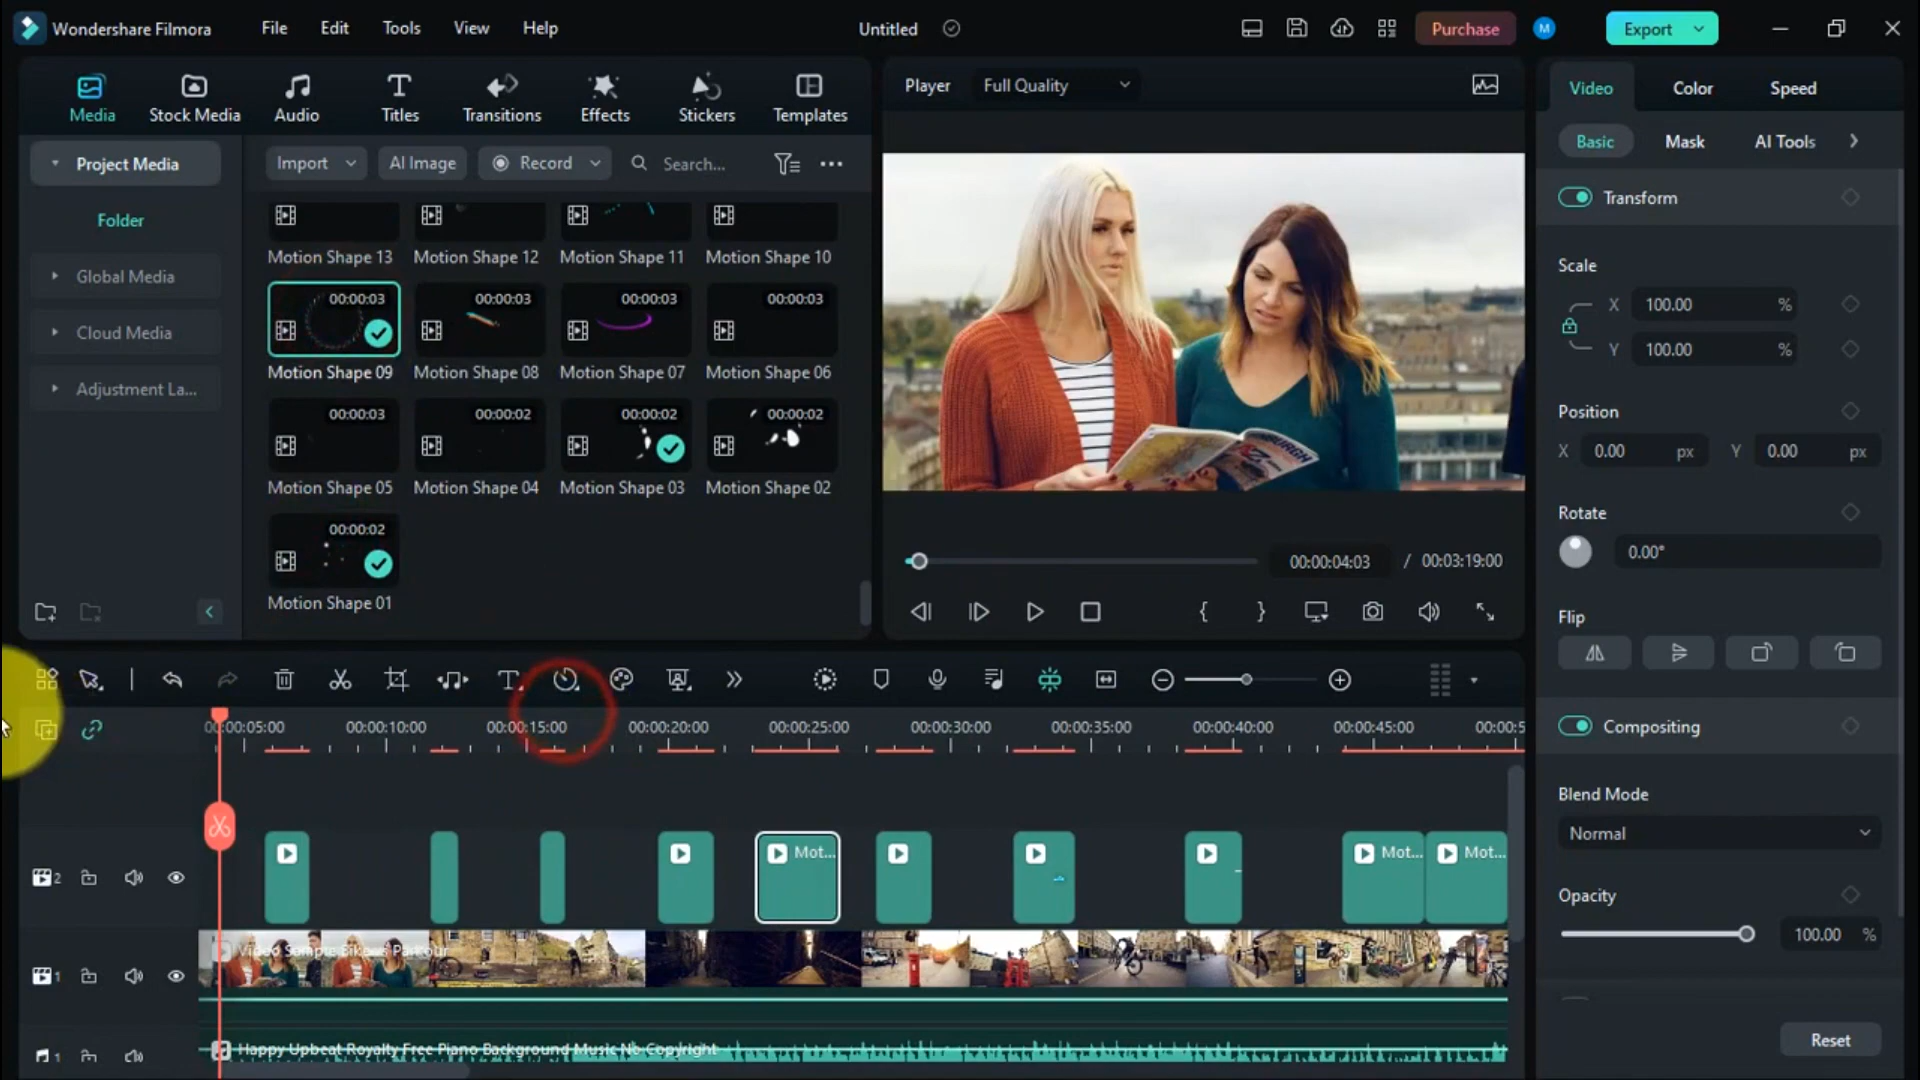 Wondershare Filmora
File
Edit
Tools
View
Help
Untitled
Purchase
M
Export
Media
Stock Media
Audio
Titles
Transitions
Effects
Stickers
Templates
Player
Full Quality
Video
Color
Speed
Project Media
Import
AI Image
Record
Search...
Basic
Mask
AI Tools
Folder
Global Media
Cloud Media
Adjustment La...
Motion Shape 13
Motion Shape 12
Motion Shape 11
Motion Shape 10
00:00:03
00:00:03
00:00:03
00:00:03
Motion Shape 09
Motion Shape 08
Motion Shape 07
Motion Shape 06
00:00:03
00:00:02
00:00:02
00:00:02
Motion Shape 05
Motion Shape 04
Motion Shape 03
Motion Shape 02
00:00:02
Motion Shape 01
00:00:04:03 / 00:03:19:00
Transform
Scale
X 100.00 %
Y 100.00 %
Position
X 0.00 px Y 0.00 px
Rotate
0.00°
Flip
Compositing
Blend Mode
Normal
Opacity
100.00 %
Reset
00:00:05:00
00:00:10:00
00:00:15:00
00:00:20:00
00:00:25:00
00:00:30:00
00:00:35:00
00:00:40:00
00:00:45:00
00:00:5
2
Mot...
Mot...
Mot...
1
Video Sample Bikous Parkour
1
Happy Upbeat Royalty Free Piano Background Music No Copyright